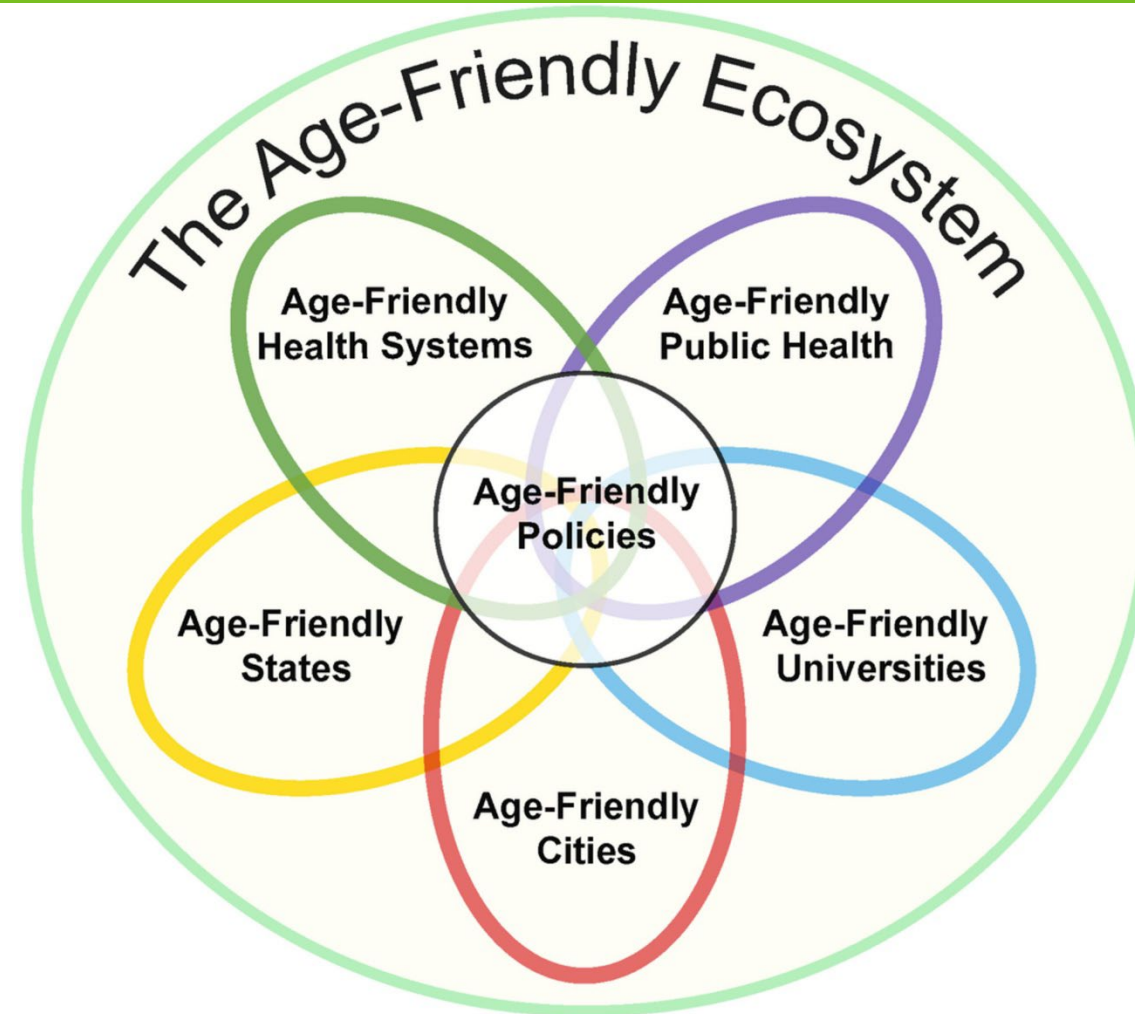 The Age-Friendly Ecosystem
Age-Friendly
Health Systems
Age-Friendly
Public Health
Age-Friendly
Policies
Age-Friendly
States
Age-Friendly
Universities
Age-Friendly
Cities